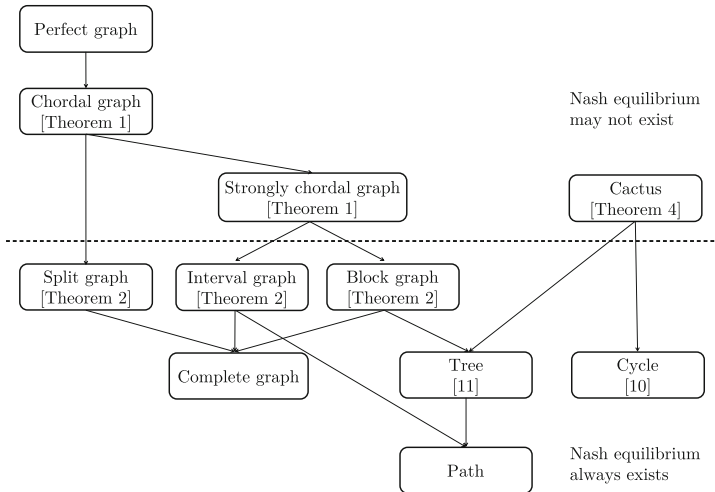 Perfect graph
Chordal graph
[Theorem 1]
Nash equilibrium
may not exist
Strongly chordal graph
[Theorem 1]
Cactus
[Theorem 4]
Split graph
[Theorem 2]
Interval graph
[Theorem 2]
Block graph
[Theorem 2]
Complete graph
Tree
[11]
Cycle
[10]
Path
Nash equilibrium
always exists